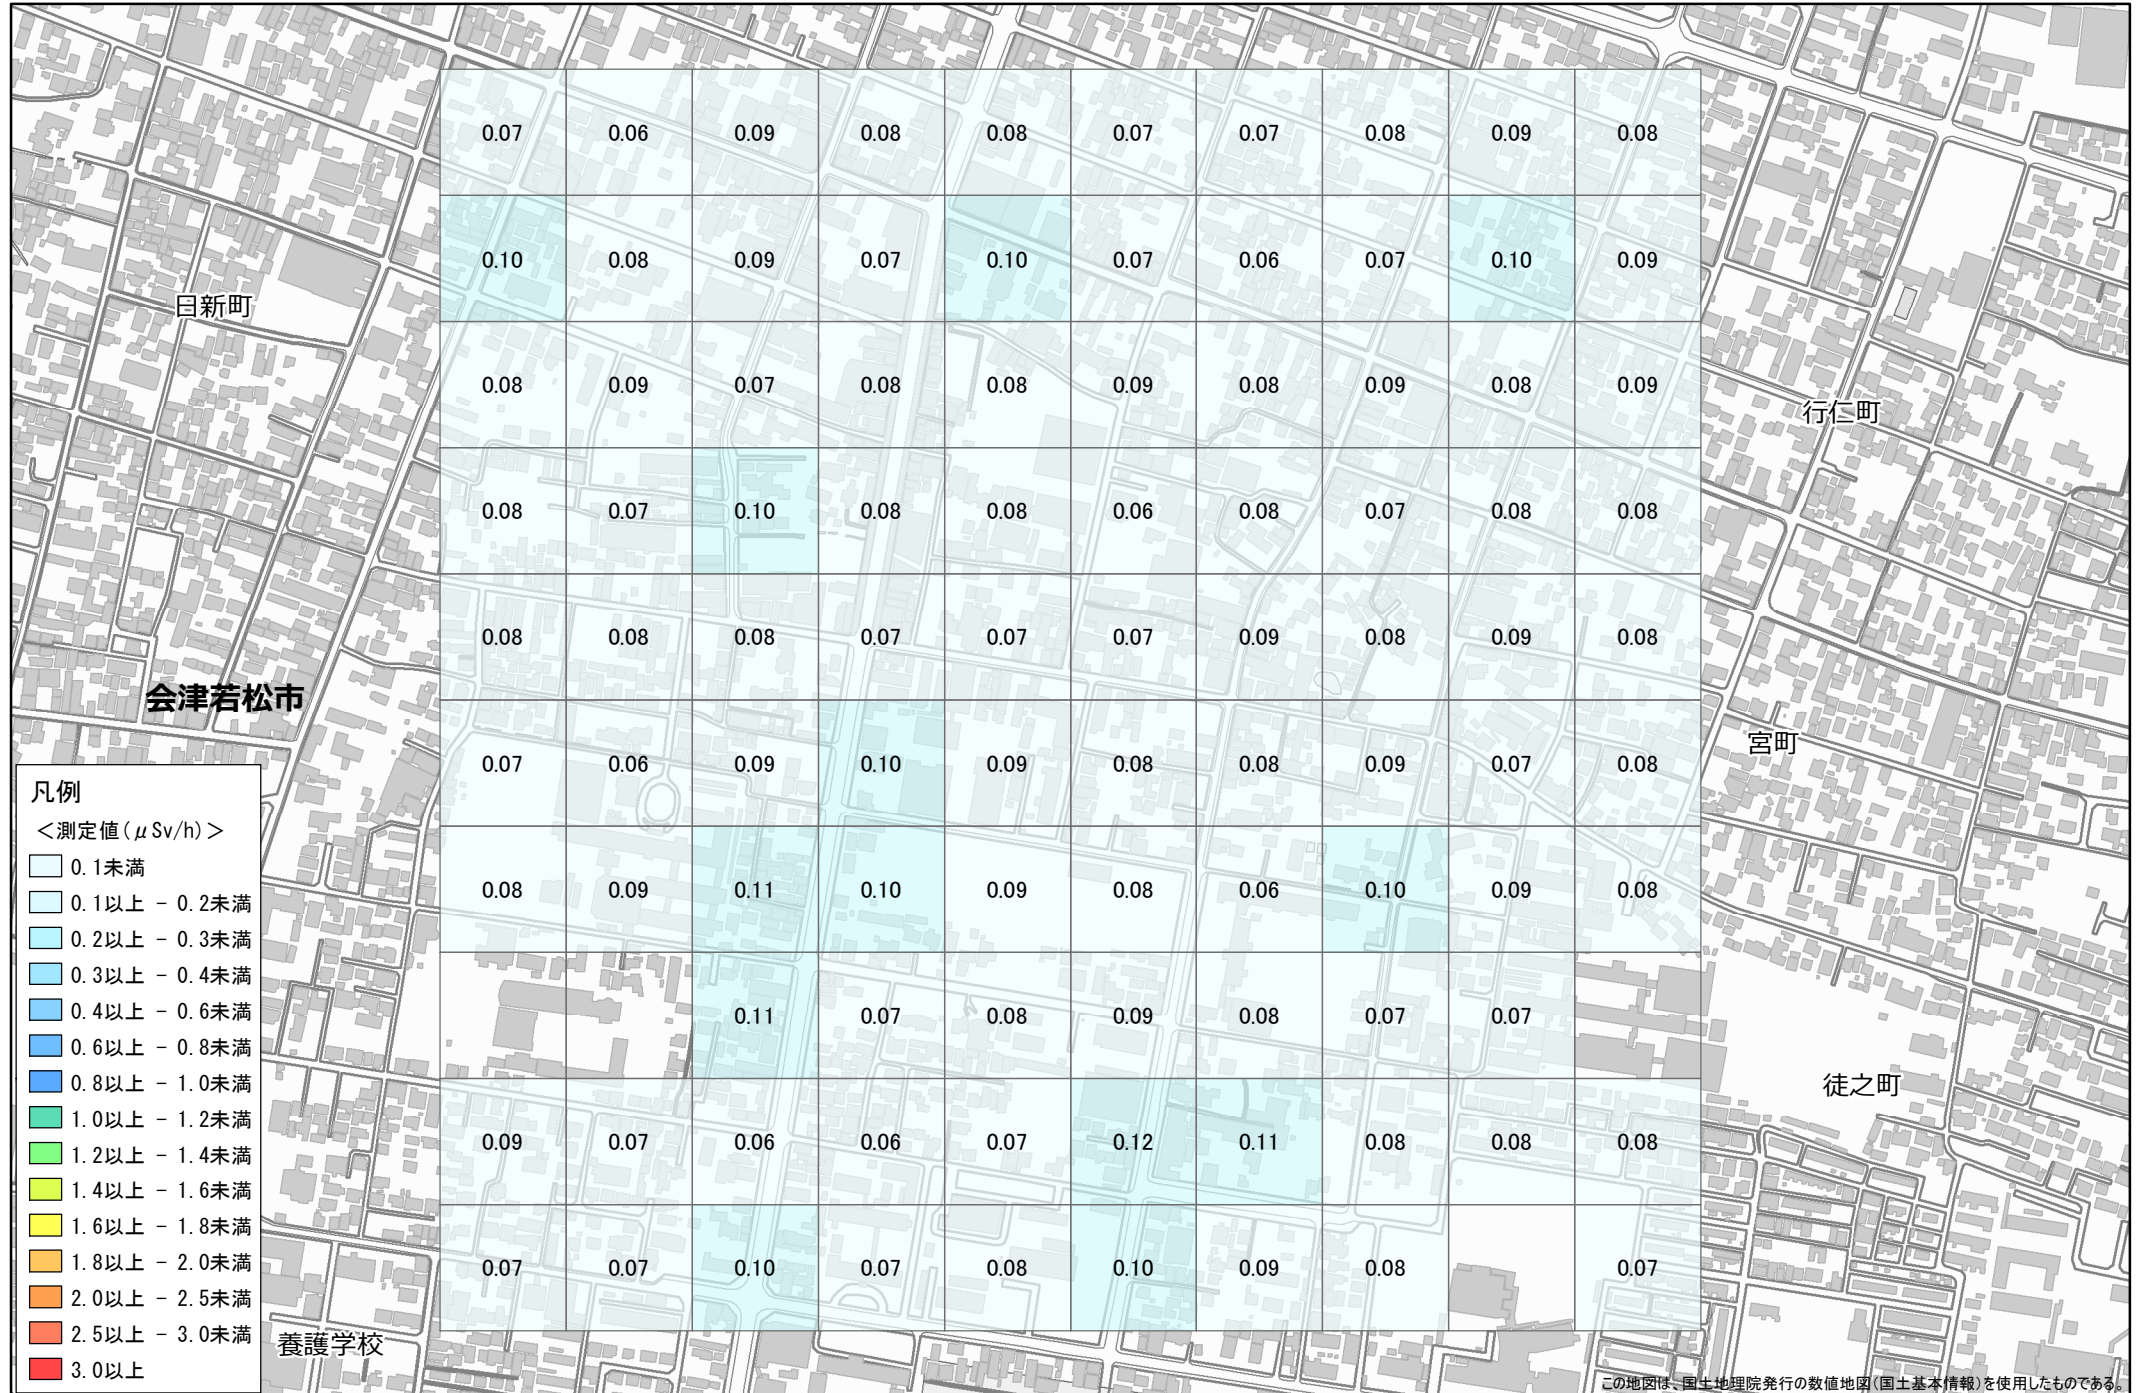 0.07 0.06 0.09 0.08 0.08 0.07 0.07 0.08 0.09 0.08
0.10 0.08 0.09 0.07 0.10 0.07 0.06 0.07 0.10 0.09
日新町
0.08 0.09 0.07 0.08 0.08 0.09 0.08 0.09 0.08 0.09
行仁町
0.08 0.07 0.10 0.08 0.08 0.06 0.08 0.07 0.08 0.08
0.08 0.08 0.08 0.07 0.07 0.07 0.09 0.08 0.09 0.08
会津若松市
宮町
0.07 0.06 0.09 0.10 0.09 0.08 0.08 0.09 0.07 0.08
0.08 0.09 0.11 0.10 0.09 0.08 0.06 0.10 0.09 0.08
0.11 0.07 0.08 0.09 0.08 0.07 0.07
徒之町
0.09 0.07 0.06 0.06 0.07 0.12 0.11 0.08 0.08 0.08
0.07 0.07 0.10 0.07 0.08 0.10 0.09 0.08 0.07
養護学校
凡例
＜測定値(μSv/h)＞
0.1未満
0.1以上 - 0.2未満
0.2以上 - 0.3未満
0.3以上 - 0.4未満
0.4以上 - 0.6未満
0.6以上 - 0.8未満
0.8以上 - 1.0未満
1.0以上 - 1.2未満
1.2以上 - 1.4未満
1.4以上 - 1.6未満
1.6以上 - 1.8未満
1.8以上 - 2.0未満
2.0以上 - 2.5未満
2.5以上 - 3.0未満
3.0以上
この地図は、国土地理院発行の数値地図(国土基本情報)を使用したものである。